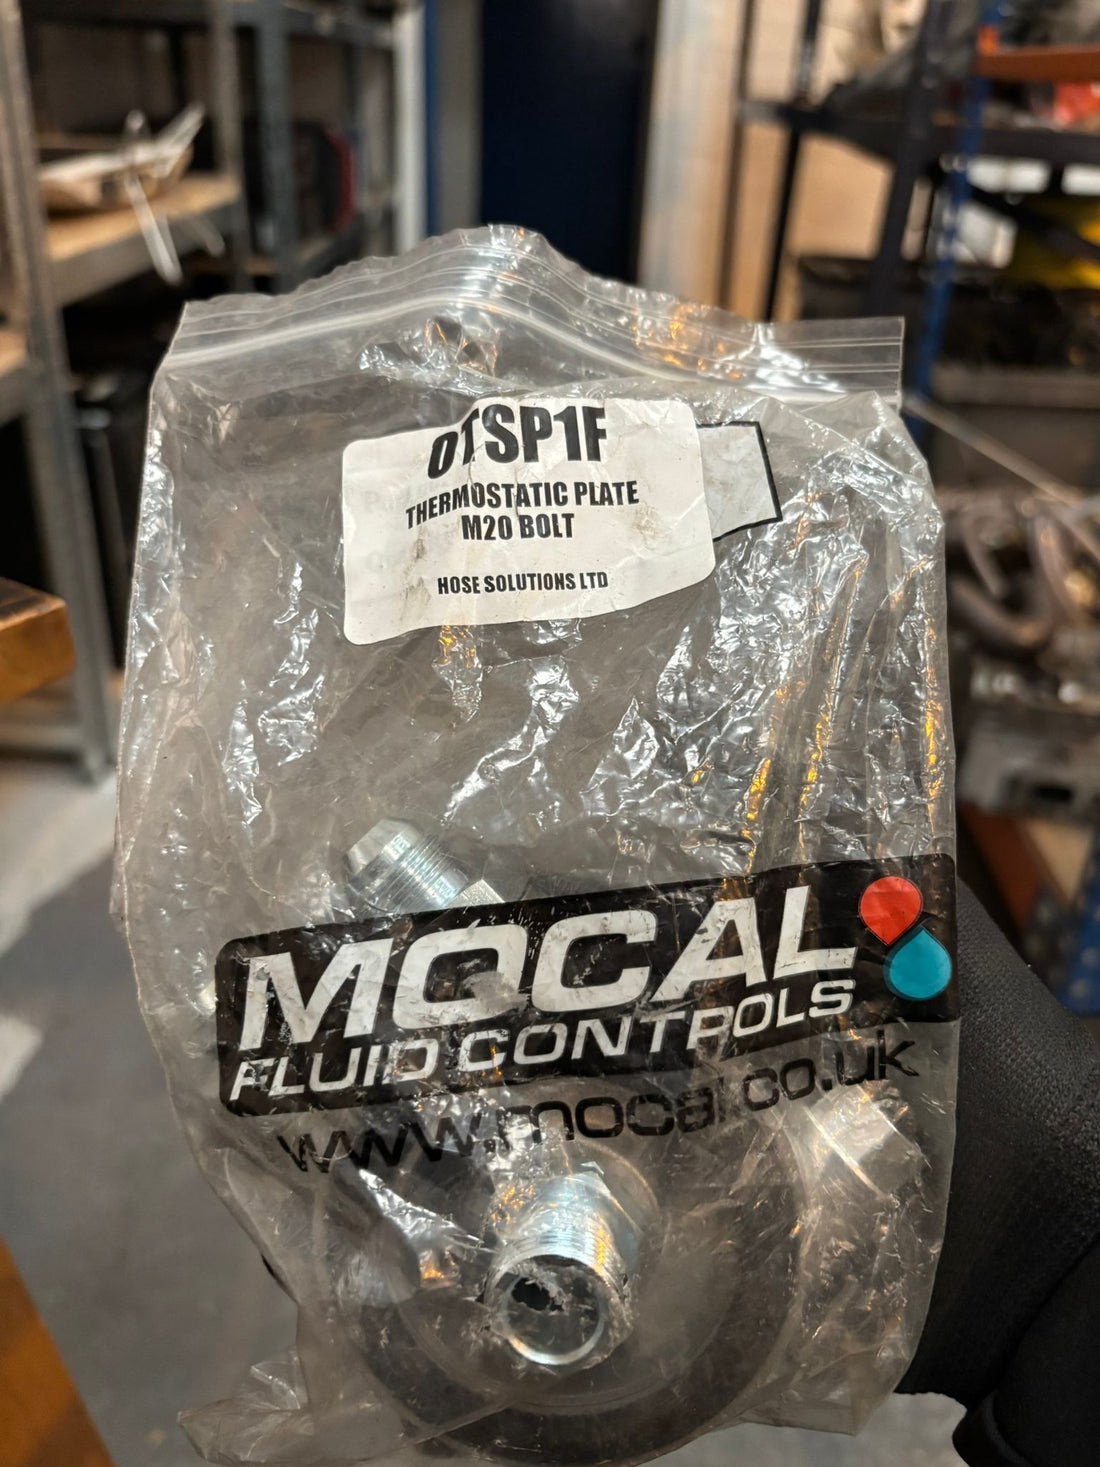 OTSP1F
THERMOSTATIC PLATE
M20 BOLT
HOSE SOLUTIONS LTD
MOCAL
FLUID CONTROLS
www.mocal.co.uk